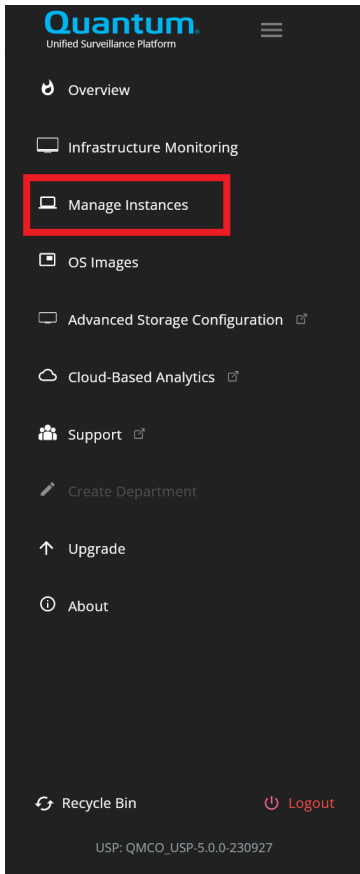 Quantum.
Unified Surveillance Platform
Overview
Infrastructure Monitoring
Manage Instances
OS Images
Advanced Storage Configuration
Cloud-Based Analytics
Support
Create Department
Upgrade
About
Recycle Bin
Logout
USP: QMCO_USP-5.0.0-230927